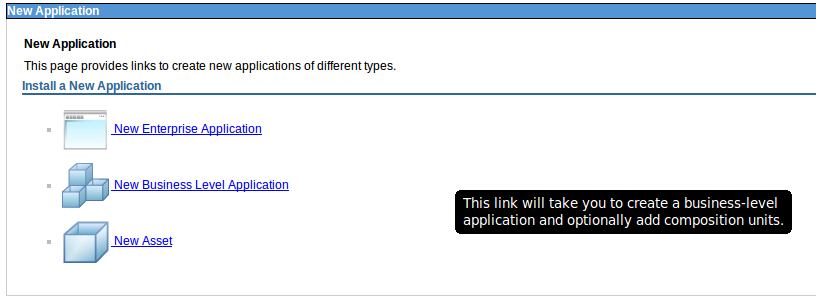 New Application
New Application
This page provides links to create new applications of different types.
Install a New Application
New Enterprise Application
New Business Level Application
This link will take you to create a business-level
application and optionally add composition units.
New Asset